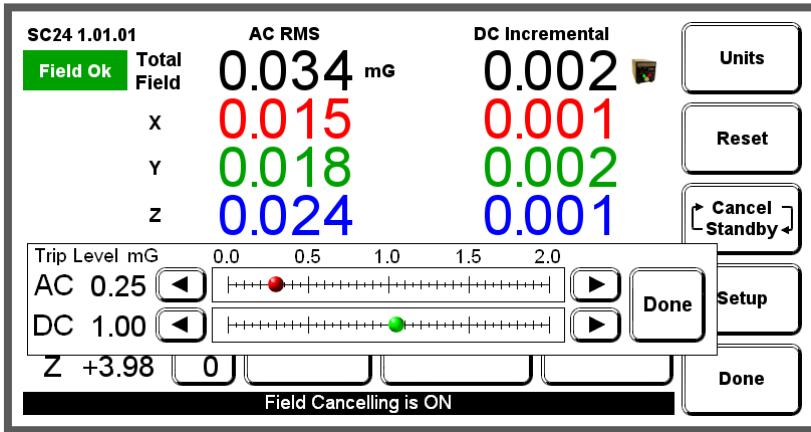 SC24 1.01.01 AC RMS DC Incremental
Field Ok Total Field 0.034 mG 0.002
X 0.015 0.001
Y 0.018 0.002
Z 0.024 0.001
Trip Level mG 0.0 0.5 1.0 1.5 2.0
AC 0.25
DC 1.00
Done
Z +3.98 0
Field Cancelling is ON
Units
Reset
Cancel
Standby
Setup
Done